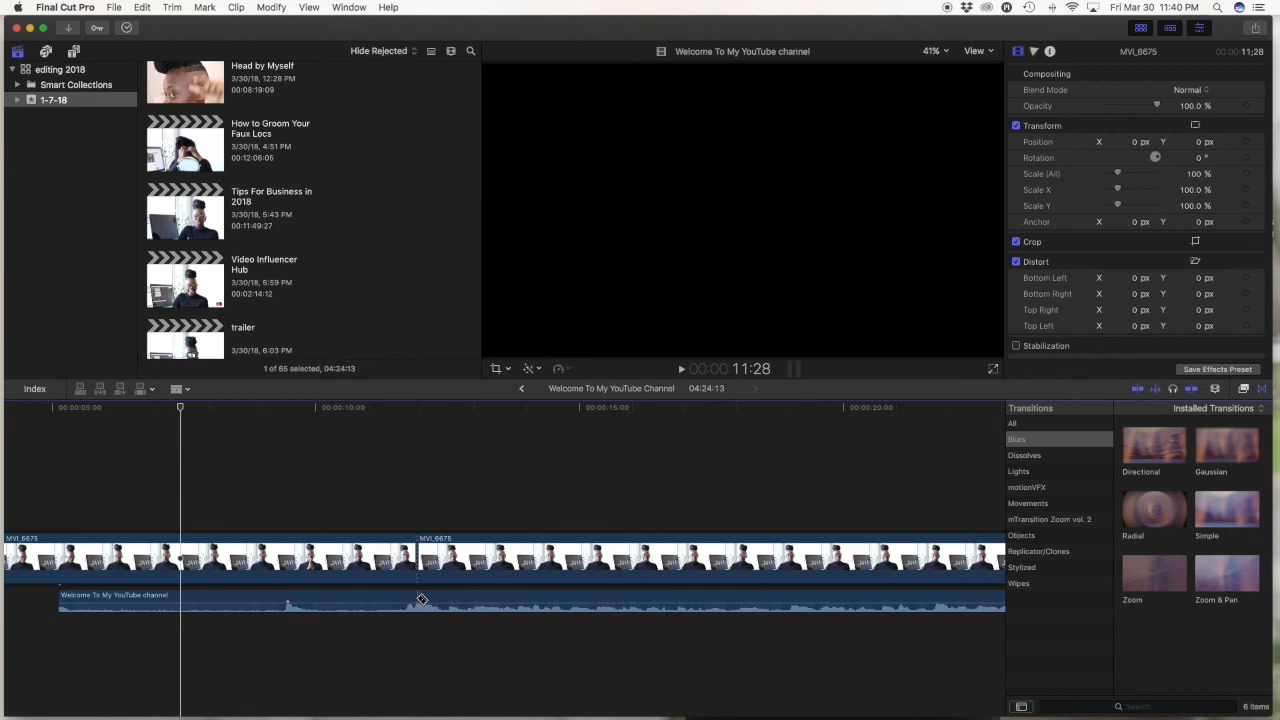 Final Cut Pro File Edit Trim Mark Clip Modify View Window Help Fri Mar 30 11:40 PM
Hide Rejected
Welcome To My YouTube channel 41% View
MVI_6675 00:00:11;28
editing 2018
Smart Collections
1-7-18
Head by Myself
3/30/18, 12:28 PM
00:08:19:09
How to Groom Your
Faux Locs
3/30/18, 4:51 PM
00:12:06:05
Tips For Business in
2018
3/30/18, 5:43 PM
00:11:49:27
Video Influencer
Hub
3/30/18, 5:59 PM
00:02:14:12
trailer
3/30/18, 6:03 PM
1 of 65 selected, 04:24:13
00:00:11:28
Compositing
Blend Mode Normal
Opacity 100.0 %
Transform
Position X 0 px Y 0 px
Rotation 0 °
Scale (All) 100 %
Scale X 100.0 %
Scale Y 100.0 %
Anchor X 0 px Y 0 px
Crop
Distort
Bottom Left X 0 px Y 0 px
Bottom Right X 0 px Y 0 px
Top Right X 0 px Y 0 px
Top Left X 0 px Y 0 px
Stabilization
Save Effects Preset
Index
Welcome To My YouTube Channel 04:24:13
00:00:05:00 00:00:10:00 00:00:15:00 00:00:20:00
MVI_6675 MVI_6675
Welcome To My YouTube channel
Transitions Installed Transitions
All
Blurs
Dissolves
Lights
motionVFX
Movements
mTransition Zoom vol. 2
Objects
Replicator/Clones
Stylized
Wipes
Directional Gaussian
Radial Simple
Zoom Zoom & Pan
Search 6 items